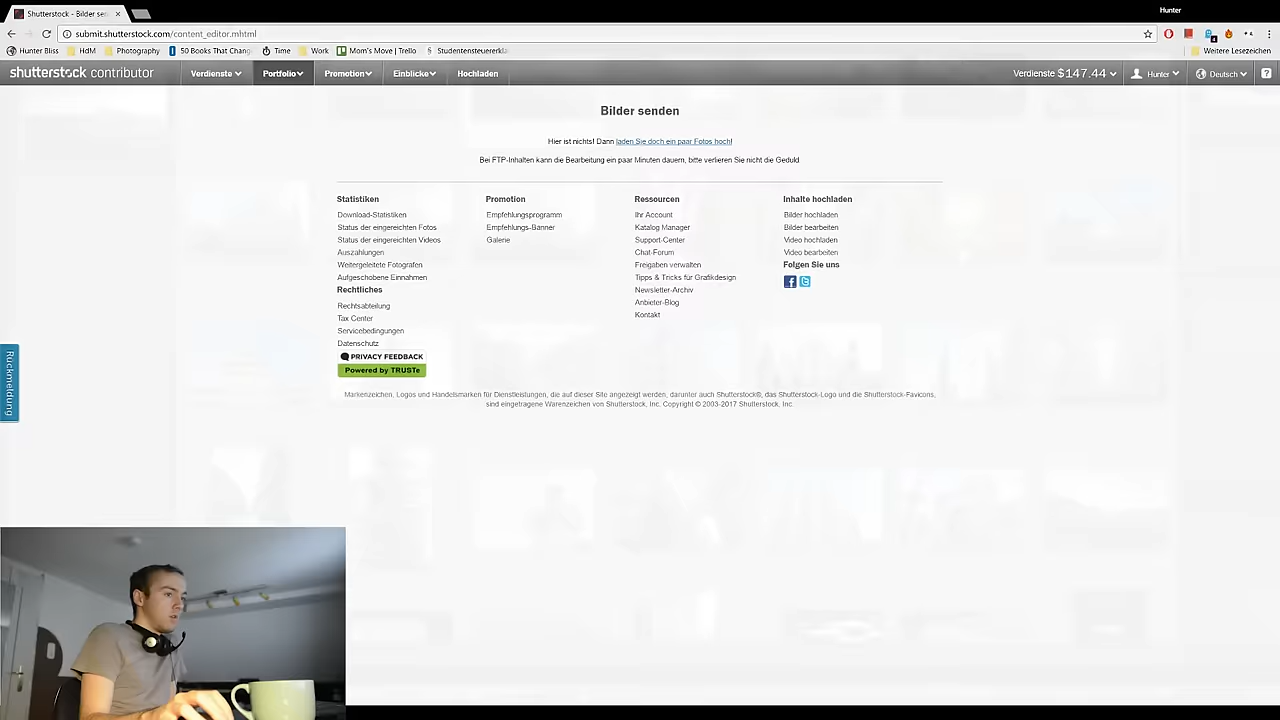 Hunter
Shutterstock - Bilder sen
submit.shutterstock.com/content_editor.mhtml
Hunter Bliss
HdM
Photography
50 Books That Chang
Time
Work
Mom's Move | Trello
Studentensteuererklä
Weitere Lesezeichen
shutterstock contributor
Verdienste
Portfolio
Promotion
Einblicke
Hochladen
Verdienste $147.44
Hunter
Deutsch
?
Bilder senden
Hier ist nichts! Dann laden Sie doch ein paar Fotos hoch!
Bei FTP-Inhalten kann die Bearbeitung ein paar Minuten dauern, bitte verlieren Sie nicht die Geduld.
Statistiken
Download-Statistiken
Status der eingereichten Fotos
Status der eingereichten Videos
Auszahlungen
Weitergeleitete Fotografen
Aufgeschobene Einnahmen
Rechtliches
Rechtsabteilung
Tax Center
Servicebedingungen
Datenschutz
PRIVACY FEEDBACK
Powered by TRUSTe
Promotion
Empfehlungsprogramm
Empfehlungs-Banner
Galerie
Ressourcen
Ihr Account
Katalog Manager
Support-Center
Chat-Forum
Freigaben verwalten
Tipps & Tricks für Grafikdesign
Newsletter-Archiv
Anbieter-Blog
Kontakt
Inhalte hochladen
Bilder hochladen
Bilder bearbeiten
Video hochladen
Video bearbeiten
Folgen Sie uns
Rückmeldung
Markenzeichen, Logos und Handelsmarken für Dienstleistungen, die auf dieser Site angezeigt werden, darunter auch Shutterstock®, das Shutterstock-Logo und die Shutterstock-Favicons,
sind eingetragene Warenzeichen von Shutterstock, Inc. Copyright © 2003-2017 Shutterstock, Inc.